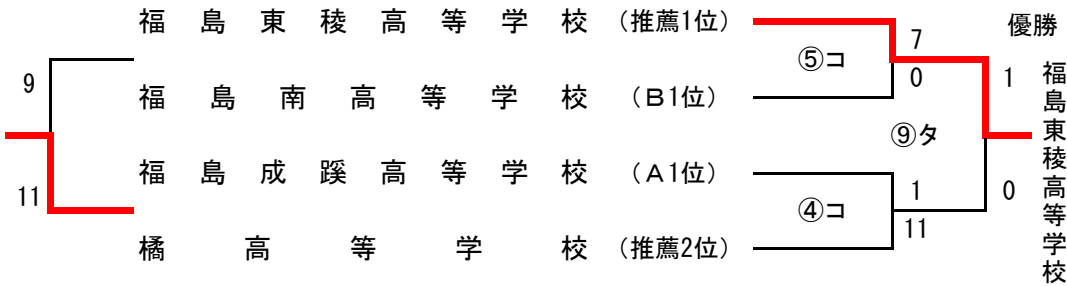 福島東稜高等学校 (推薦1位)
福島南高等学校 (B1位)
福島成蹊高等学校 (A1位)
橘高等学校 (推薦2位)
9
11
⑤コ
7
0
④コ
1
11
⑨タ
1
0
優勝
福島東稜高等学校